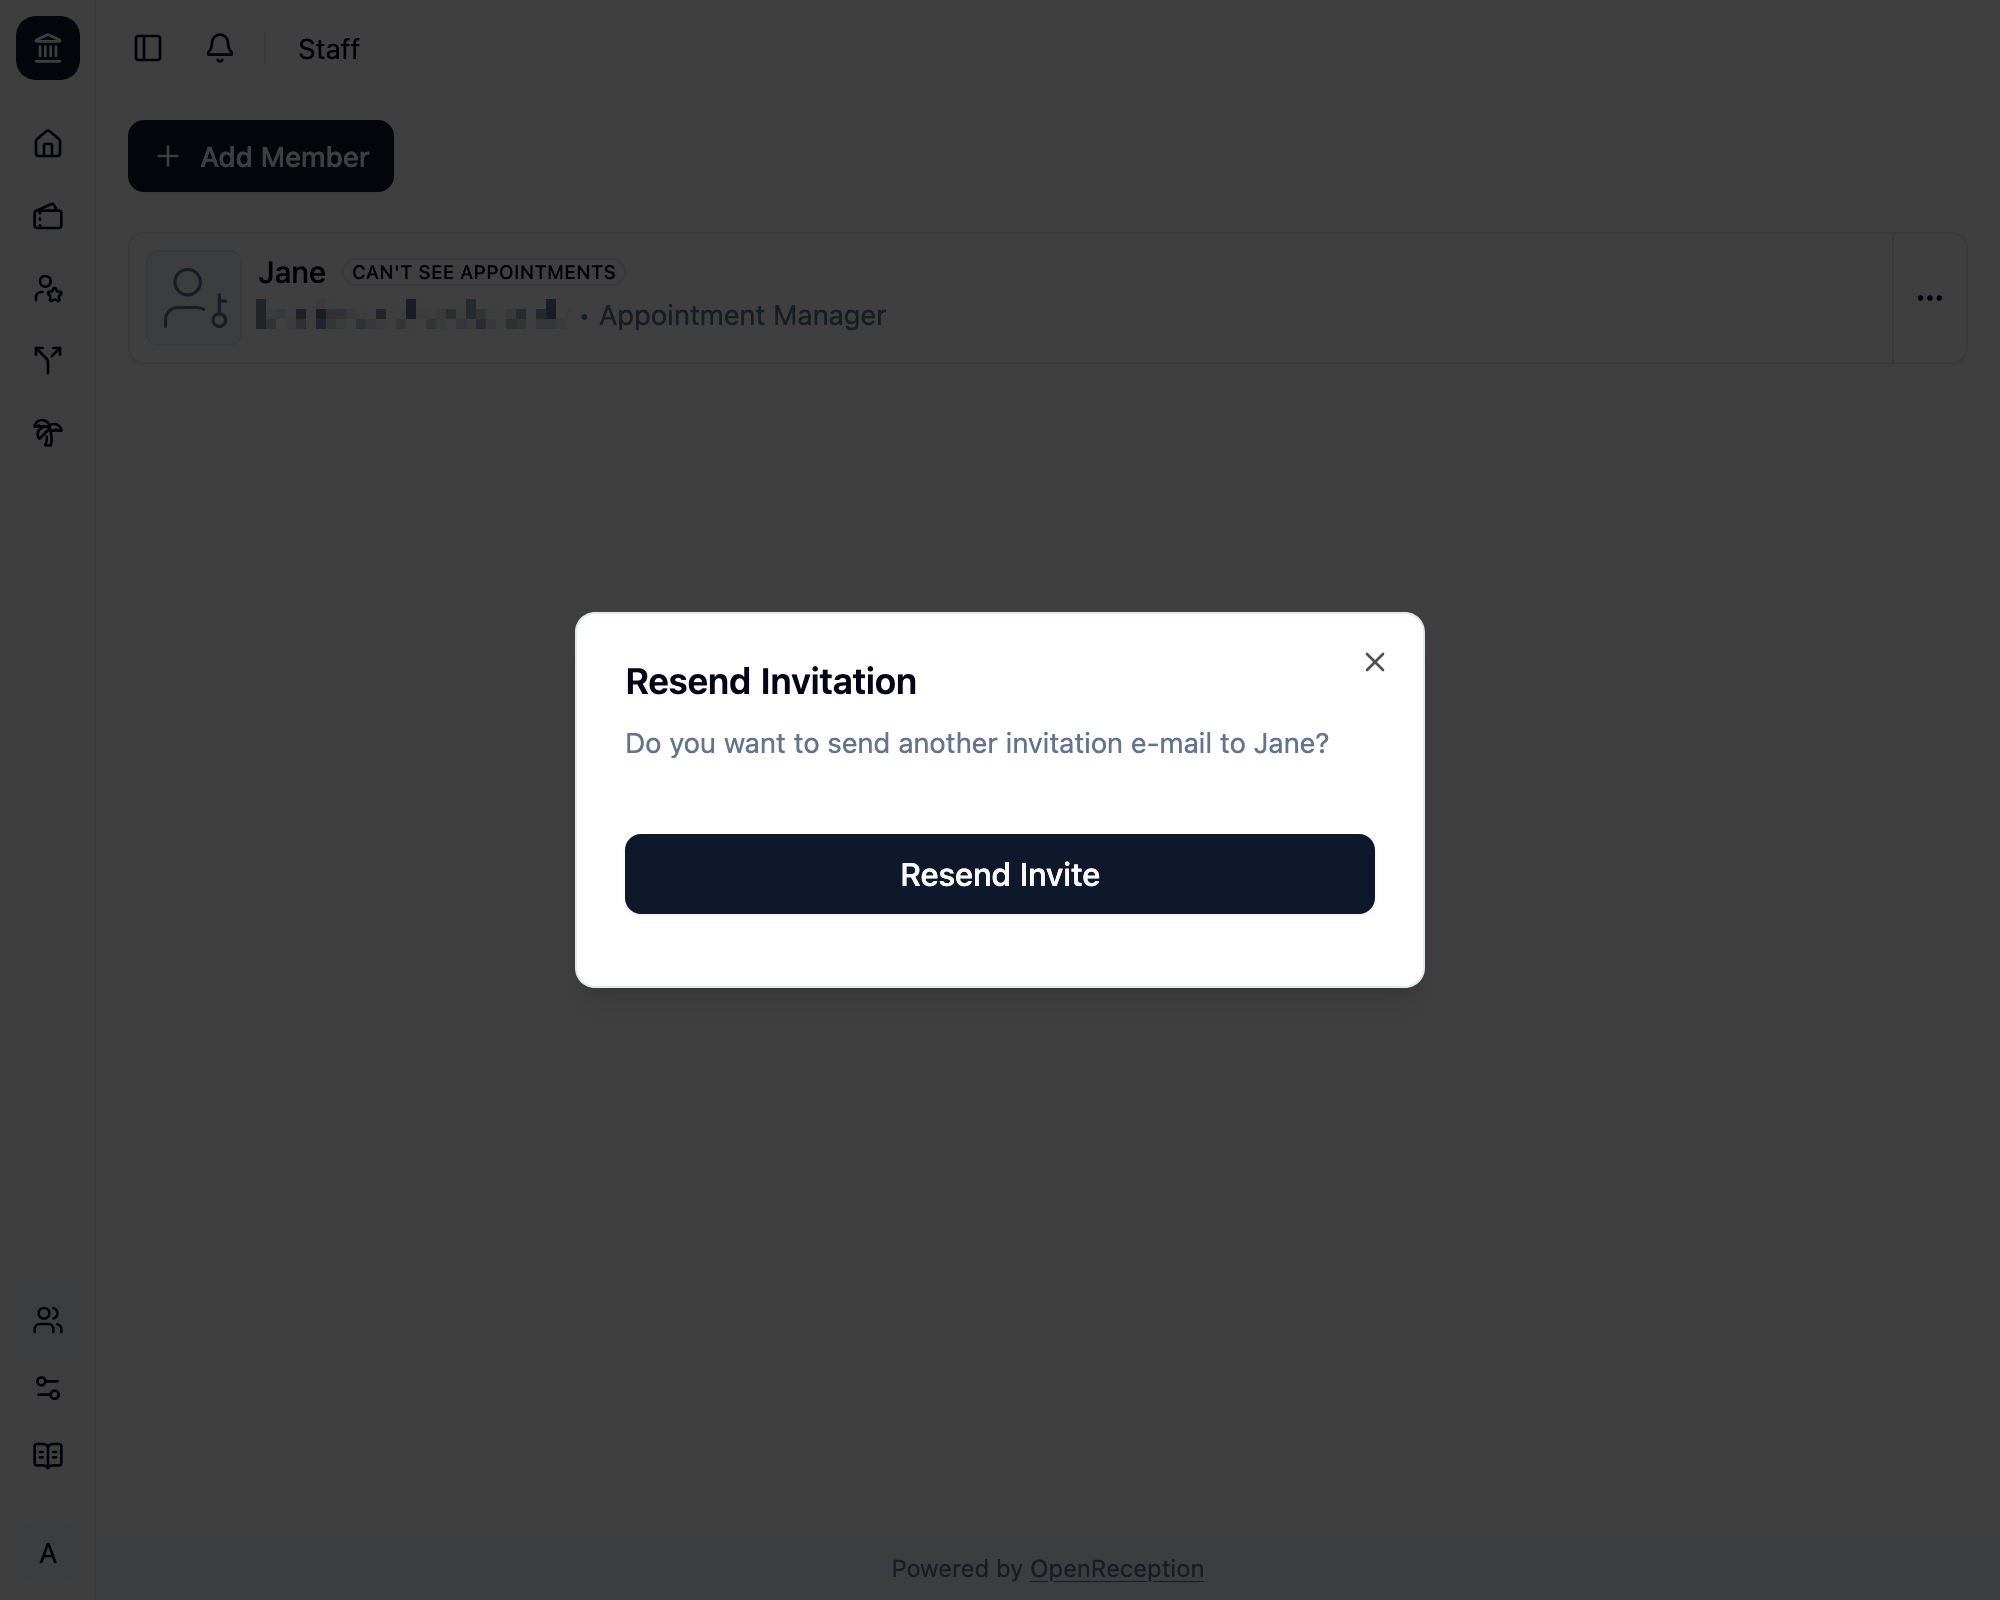 Staff
Add Member
Jane CAN'T SEE APPOINTMENTS
• Appointment Manager
Resend Invitation
Do you want to send another invitation e-mail to Jane?
Resend Invite
A
Powered by OpenReception